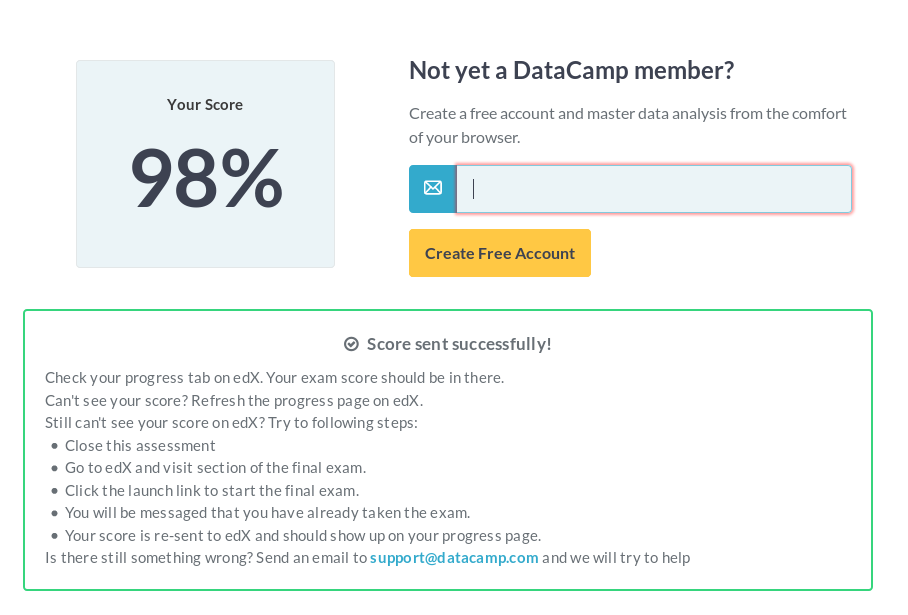 Your Score
98%
Not yet a DataCamp member?
Create a free account and master data analysis from the comfort
of your browser.
Create Free Account
Score sent successfully!
Check your progress tab on edX. Your exam score should be in there.
Can't see your score? Refresh the progress page on edX.
Still can't see your score on edX? Try to following steps:
• Close this assessment
• Go to edX and visit section of the final exam.
• Click the launch link to start the final exam.
• You will be messaged that you have already taken the exam.
• Your score is re-sent to edX and should show up on your progress page.
Is there still something wrong? Send an email to support@datacamp.com and we will try to help